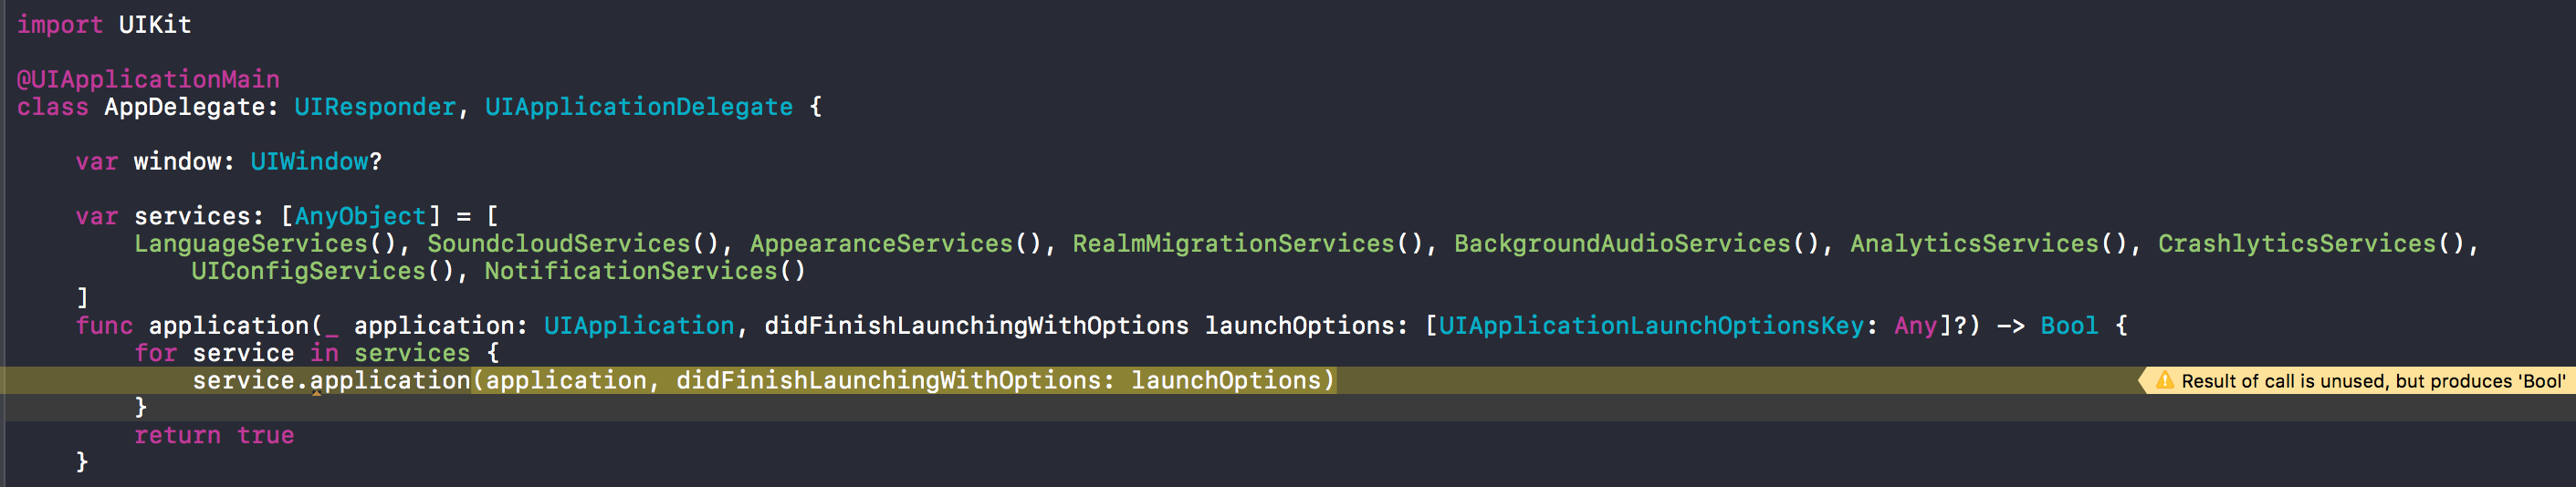 import UIKit
@UIApplicationMain
class AppDelegate: UIResponder, UIApplicationDelegate {
var window: UIWindow?
var services: [AnyObject] = [
LanguageServices(), SoundcloudServices(), AppearanceServices(), RealmMigrationServices(), BackgroundAudioServices(), AnalyticsServices(), CrashlyticsServices(),
UIConfigServices(), NotificationServices()
]
func application(_ application: UIApplication, didFinishLaunchingWithOptions launchOptions: [UIApplicationLaunchOptionsKey: Any]?) -> Bool {
for service in services {
service.application(application, didFinishLaunchingWithOptions: launchOptions) Result of call is unused, but produces 'Bool'
}
return true
}